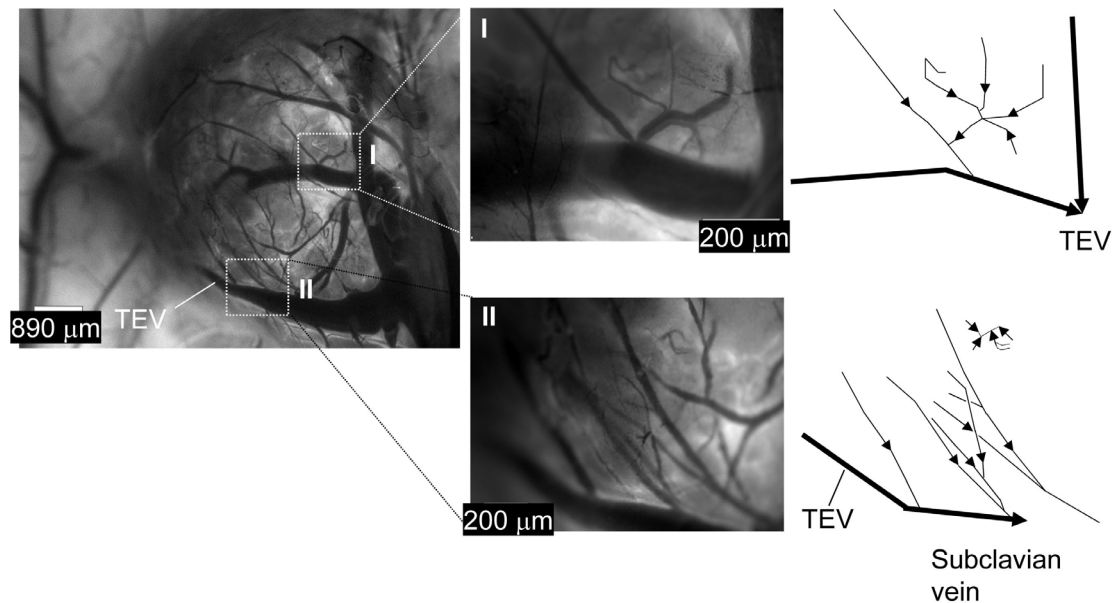 I
II
TEV
890 μm
I
200 μm
TEV
II
200 μm
TEV
Subclavian
vein